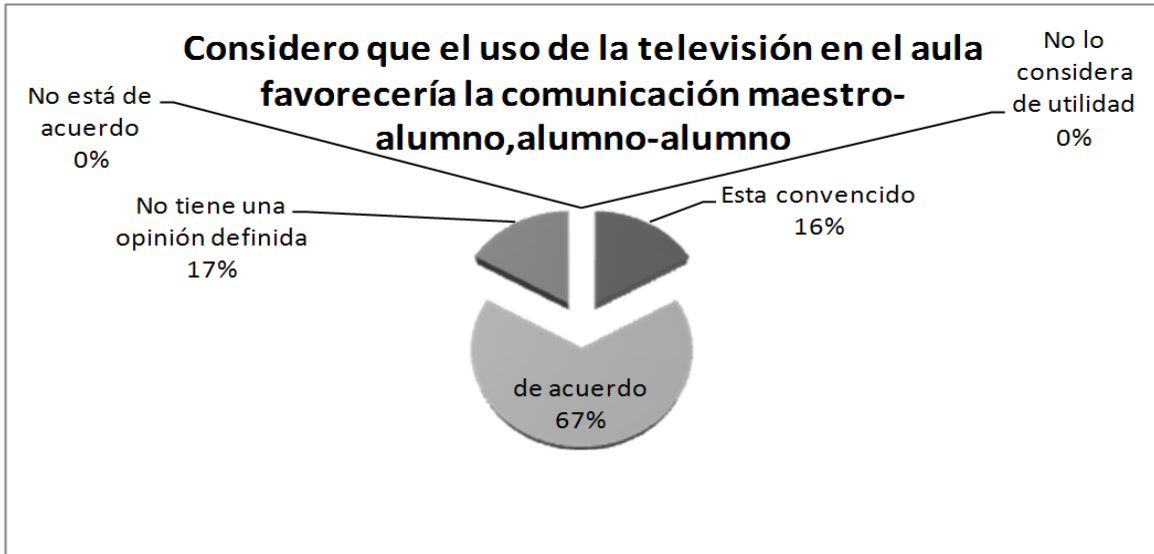 Considero que el uso de la televisión en el aula
favorecería la comunicación maestro-
alumno,alumno-alumno
No lo
considera
de utilidad
0%
No está de
acuerdo
0%
No tiene una
opinión definida
17%
Esta convencido
16%
de acuerdo
67%